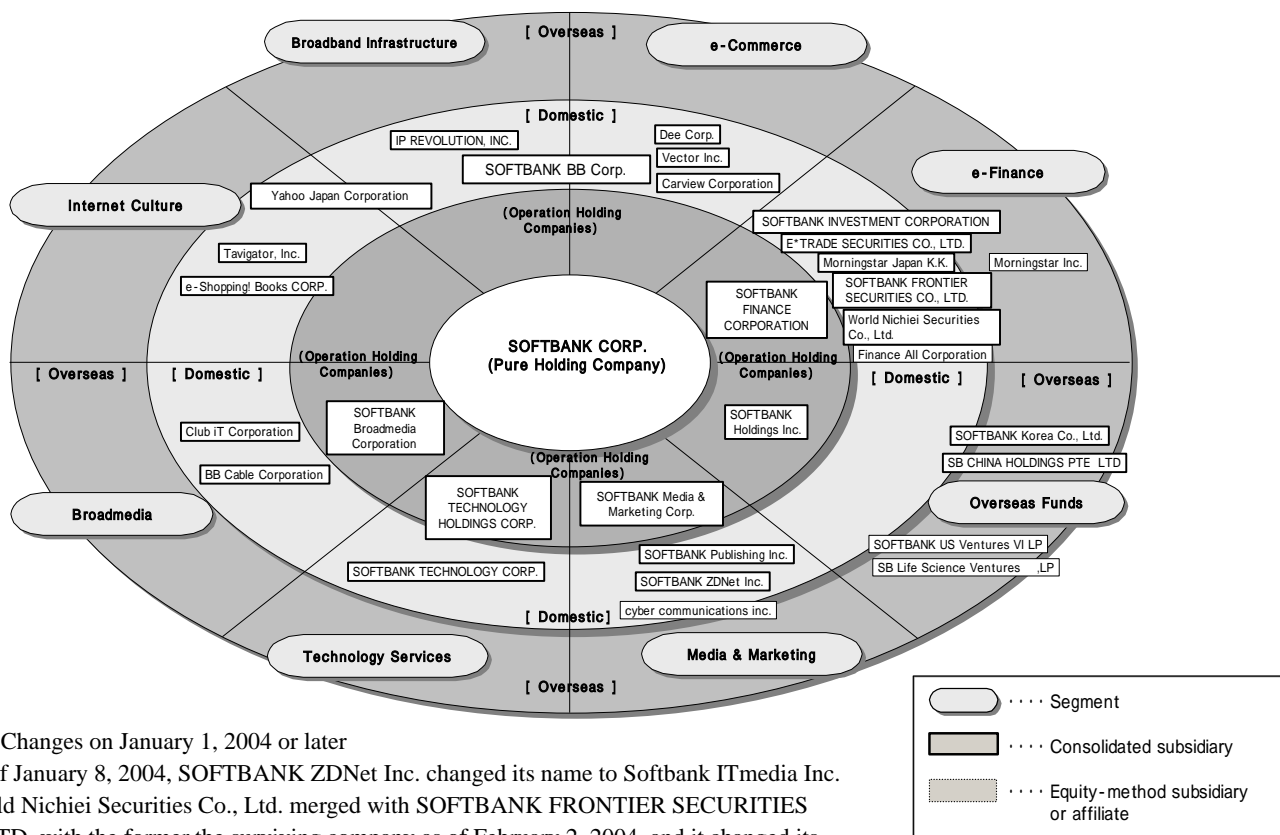 [ Overseas ]
Broadband Infrastructure
e-Commerce
[ Domestic ]
IP REVOLUTION, INC.
Dee Corp.
SOFTBANK BB Corp.
Vector Inc.
Carview Corporation
e-Finance
Internet Culture
Yahoo Japan Corporation
(Operation Holding
Companies)
SOFTBANK INVESTMENT CORPORATION
E*TRADE SECURITIES CO., LTD.
Morningstar Japan K.K.
Morningstar Inc.
Tavigator, Inc.
e-Shopping! Books CORP.
SOFTBANK
FINANCE
CORPORATION
SOFTBANK FRONTIER
SECURITIES CO., LTD.
World Nichiei Securities
Co., Ltd.
Finance All Corporation
SOFTBANK CORP.
(Pure Holding Company)
(Operation Holding
Companies)
(Operation Holding
Companies)
[ Overseas ]
[ Domestic ]
[ Domestic ]
[ Overseas ]
SOFTBANK
Broadmedia
Corporation
SOFTBANK
Holdings Inc.
Club iT Corporation
BB Cable Corporation
SOFTBANK Korea Co., Ltd.
SB CHINA HOLDINGS PTE LTD
(Operation Holding
Companies)
Broadmedia
SOFTBANK
TECHNOLOGY
HOLDINGS CORP.
SOFTBANK Media &
Marketing Corp.
Overseas Funds
SOFTBANK US Ventures VI LP
SB Life Science Ventures ,LP
SOFTBANK TECHNOLOGY CORP.
SOFTBANK Publishing Inc.
SOFTBANK ZDNet Inc.
cyber communications inc.
[ Domestic]
Technology Services
Media & Marketing
[ Overseas ]
···· Segment
···· Consolidated subsidiary
···· Equity-method subsidiary
or affiliate
Changes on January 1, 2004 or later
f January 8, 2004, SOFTBANK ZDNet Inc. changed its name to Softbank ITmedia Inc.
ld Nichiei Securities Co., Ltd. merged with SOFTBANK FRONTIER SECURITIES
TD. with the former the surviving company as of February 2, 2004, and it changed its